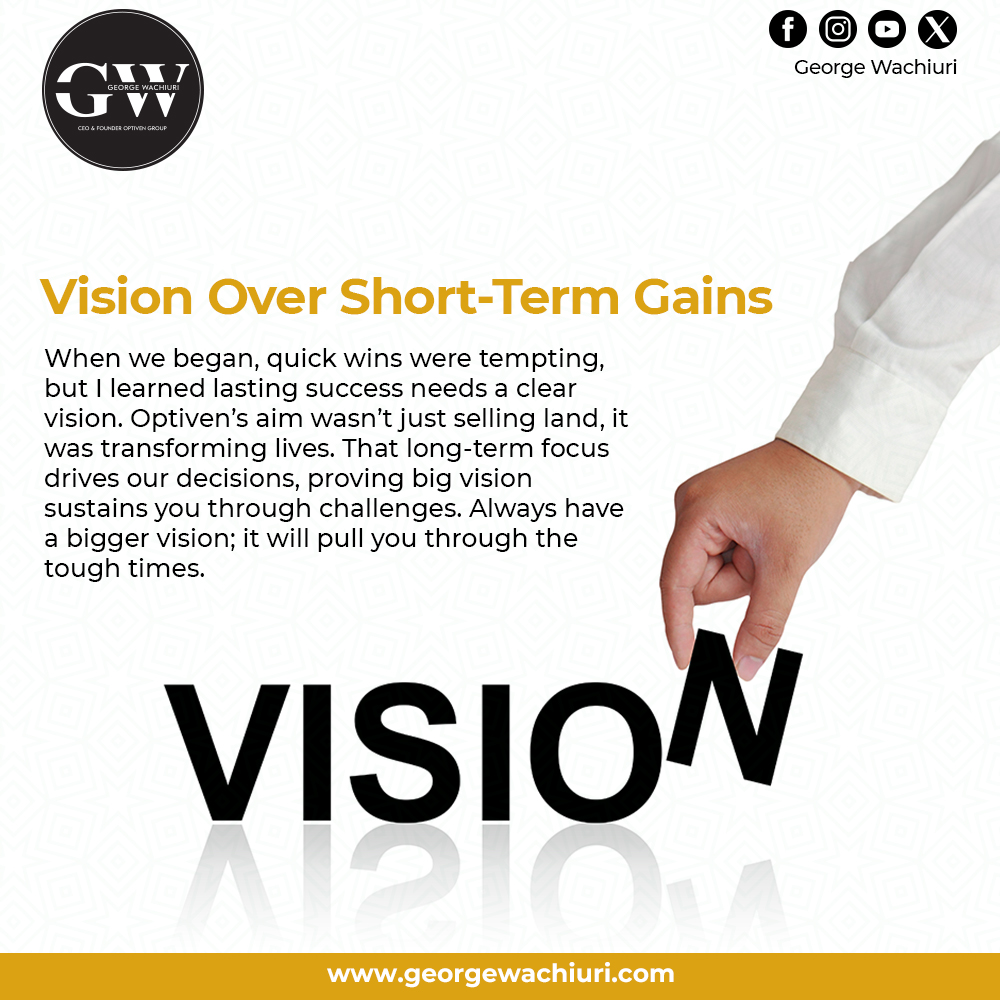 GW
GEORGE WACHIURI
CEO & FOUNDER OPTIVEN GROUP
George Wachiuri
Vision Over Short-Term Gains
When we began, quick wins were tempting,
but I learned lasting success needs a clear
vision. Optiven’s aim wasn’t just selling land, it
was transforming lives. That long-term focus
drives our decisions, proving big vision
sustains you through challenges. Always have
a bigger vision; it will pull you through the
tough times.
VISION
www.georgewachiuri.com